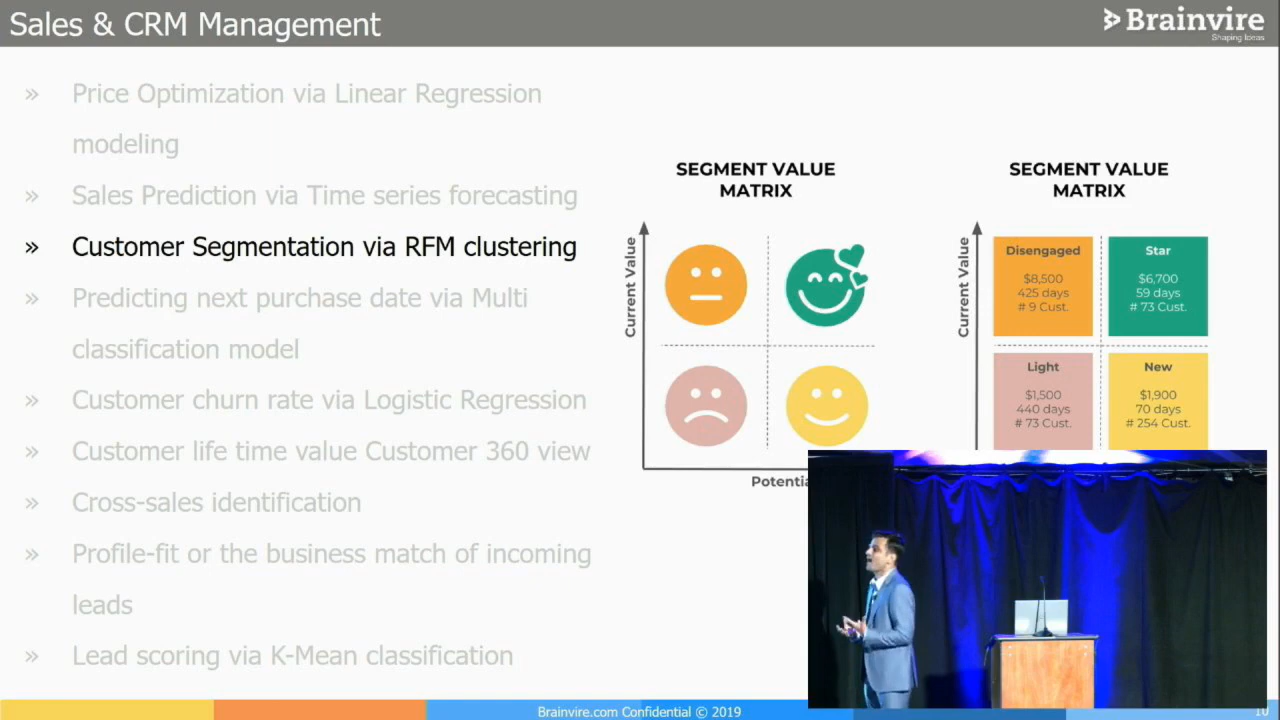 Sales & CRM Management
Brainvire
Shaping Ideas
» Price Optimization via Linear Regression
modeling
» Sales Prediction via Time series forecasting
» Customer Segmentation via RFM clustering
» Predicting next purchase date via Multi
classification model
» Customer churn rate via Logistic Regression
» Customer life time value Customer 360 view
» Cross-sales identification
» Profile-fit or the business match of incoming
leads
» Lead scoring via K-Mean classification
SEGMENT VALUE
MATRIX
Current Value
Potentia
SEGMENT VALUE
MATRIX
Current Value
Disengaged
$8,500
425 days
# 9 Cust.
Star
$6,700
59 days
# 73 Cust.
Light
$1,500
440 days
# 73 Cust.
New
$1,900
70 days
# 254 Cust.
Brainvire.com Confidential © 2019
10